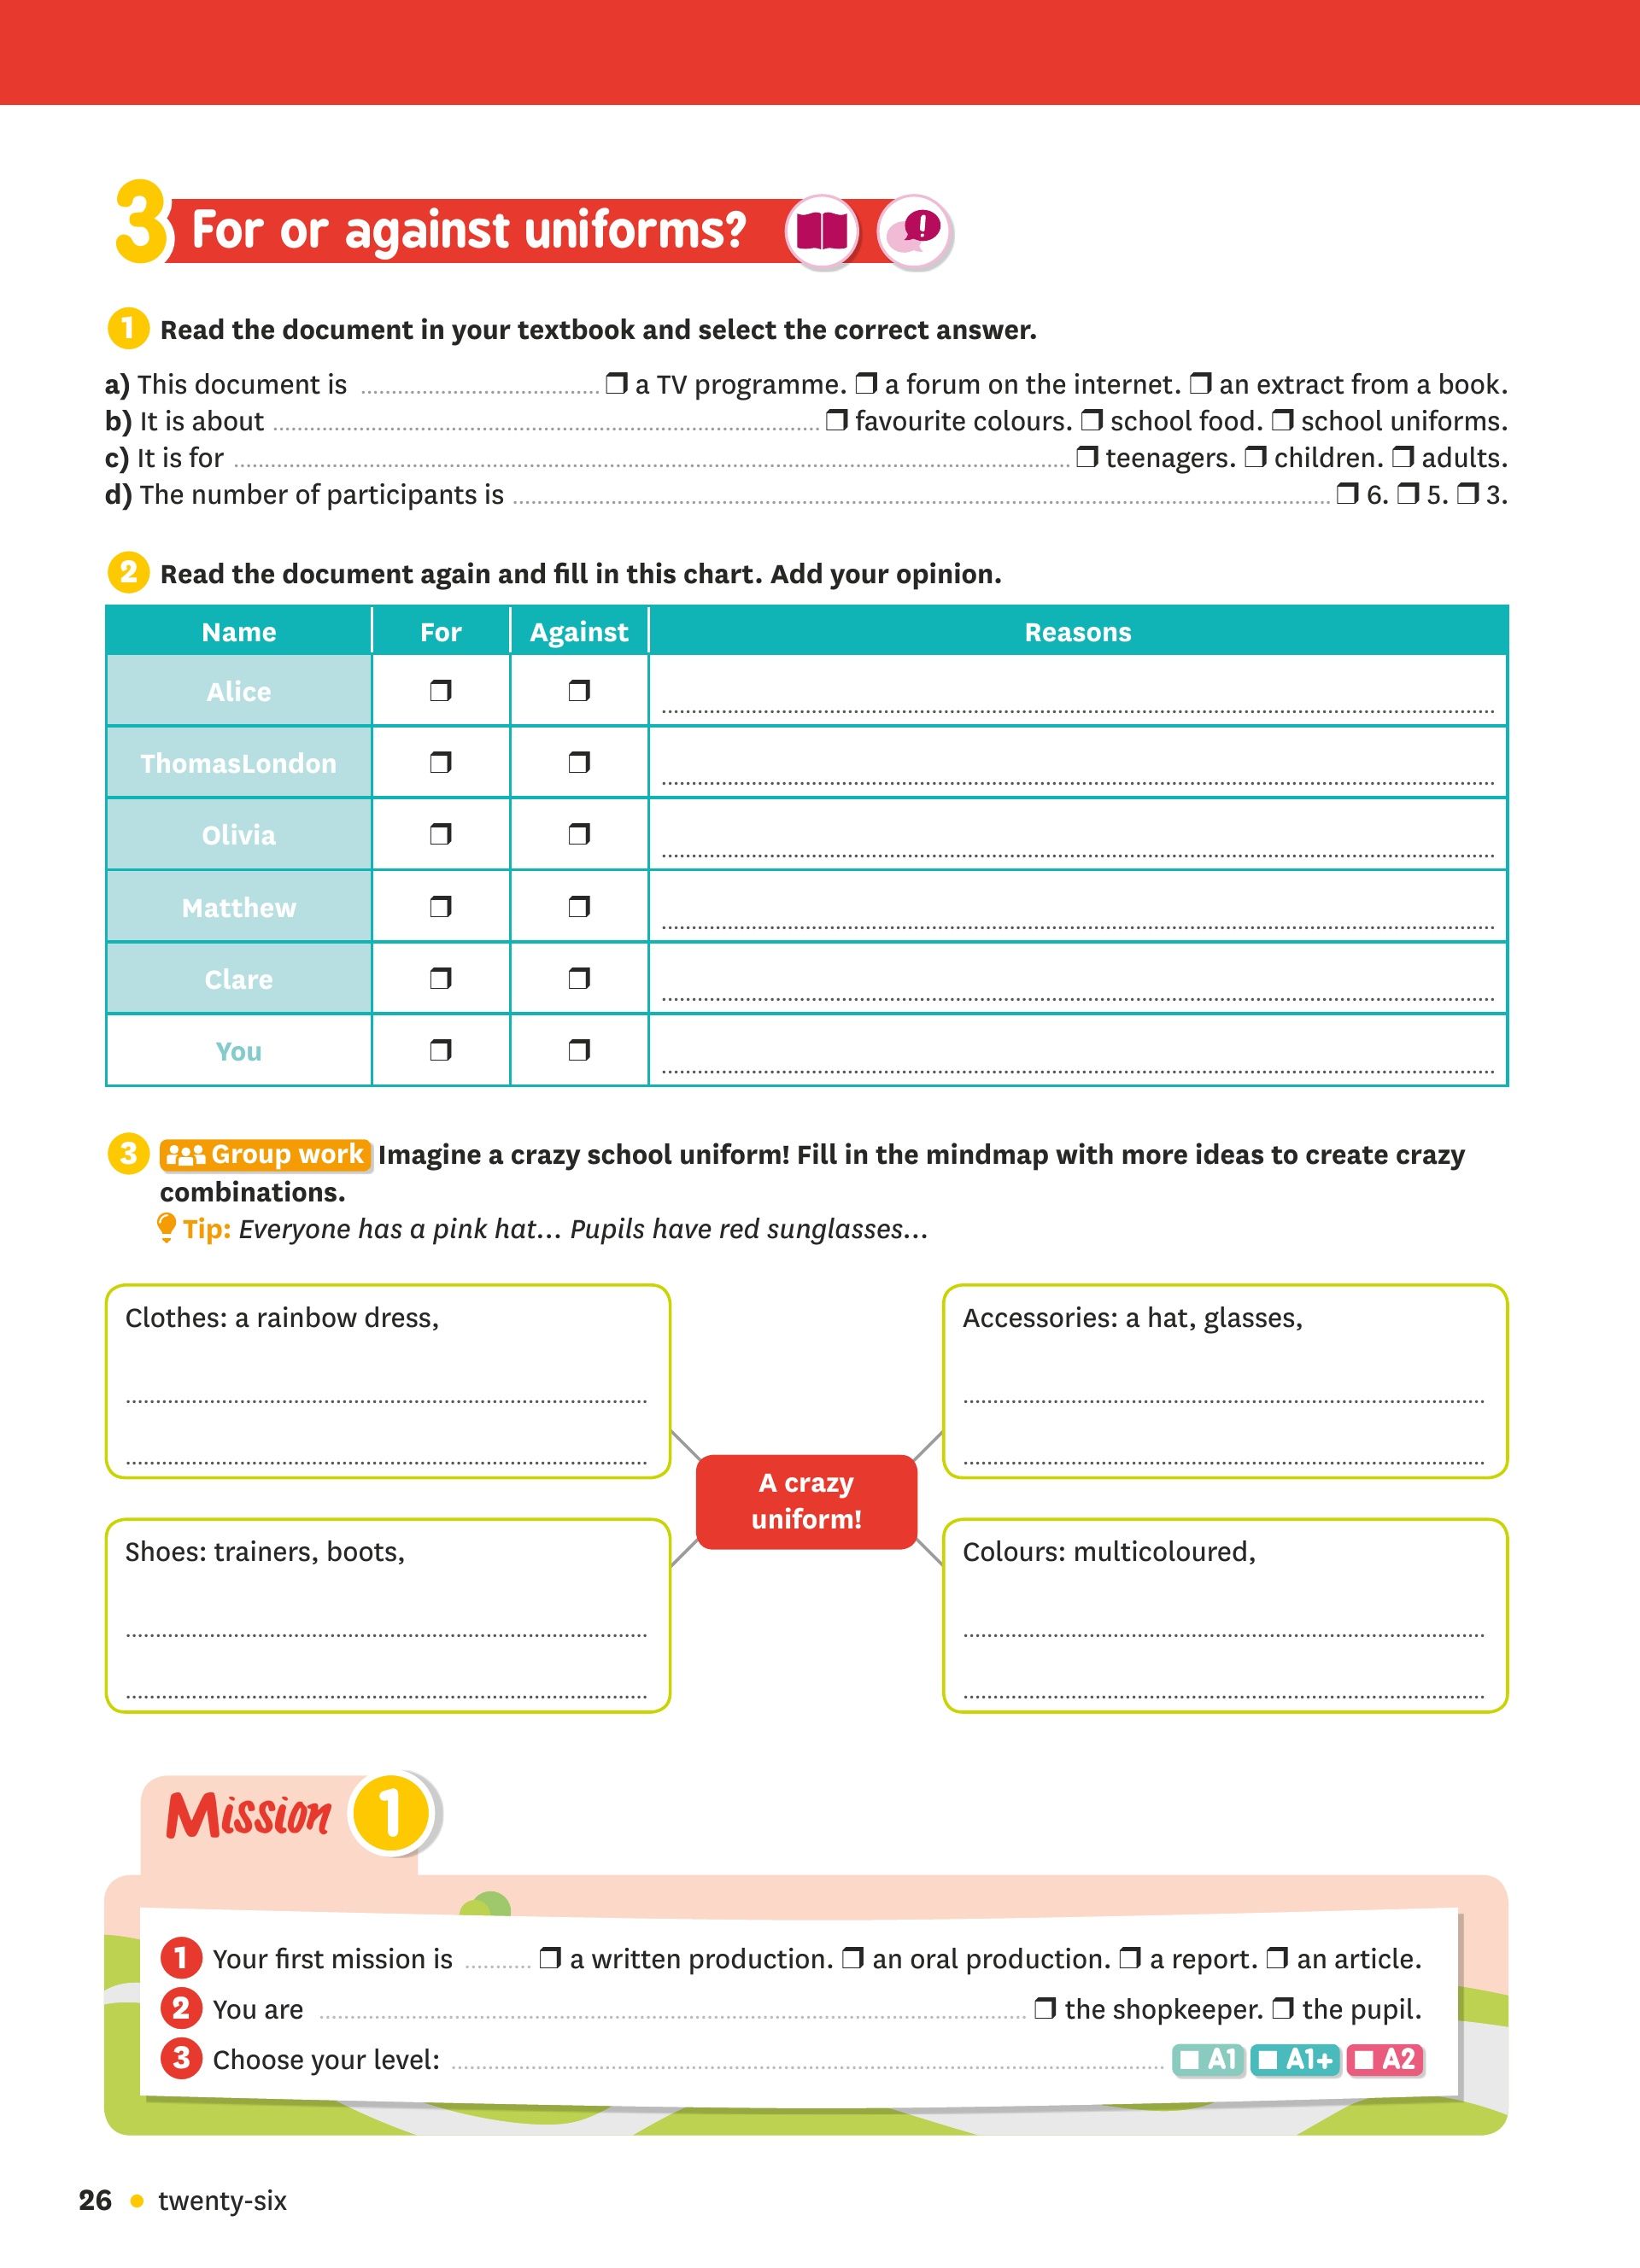 3 For or against uniforms?
1 Read the document in your textbook and select the correct answer.
a) This document is ❒ a TV programme. ❒ a forum on the internet. ❒ an extract from a book.
b) It is about ❒ favourite colours. ❒ school food. ❒ school uniforms.
c) It is for ❒ teenagers. ❒ children. ❒ adults.
d) The number of participants is ❒ 6. ❒ 5. ❒ 3.
2 Read the document again and fill in this chart. Add your opinion.
Name For Against Reasons
Alice ❒ ❒
ThomasLondon ❒ ❒
Olivia ❒ ❒
Matthew ❒ ❒
Clare ❒ ❒
You ❒ ❒
3 Group work Imagine a crazy school uniform! Fill in the mindmap with more ideas to create crazy
combinations.
Tip: Everyone has a pink hat... Pupils have red sunglasses...
Clothes: a rainbow dress,
Accessories: a hat, glasses,
A crazy
uniform!
Shoes: trainers, boots,
Colours: multicoloured,
Mission 1
1 Your first mission is ❒ a written production. ❒ an oral production. ❒ a report. ❒ an article.
2 You are ❒ the shopkeeper. ❒ the pupil.
3 Choose your level: A1 A1+ A2
26 • twenty-six